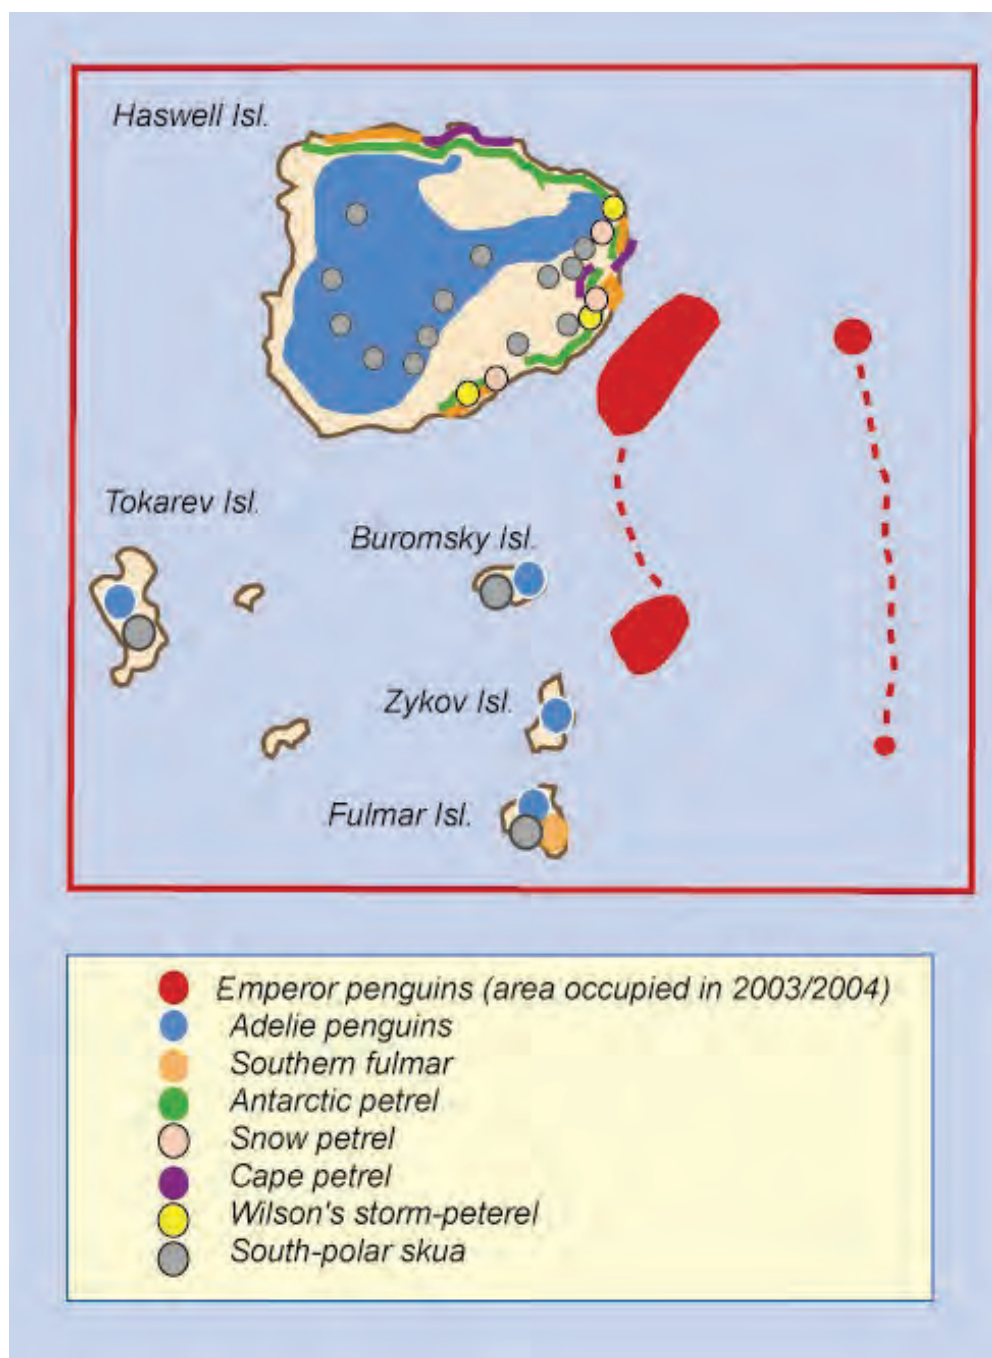 Haswell Isl.
Tokarev Isl.
Buromsky Isl.
Zykov Isl.
Fulmar Isl.
Emperor penguins (area occupied in 2003/2004)
Adelie penguins
Southern fulmar
Antarctic petrel
Snow petrel
Cape petrel
Wilson's storm-peterel
South-polar skua